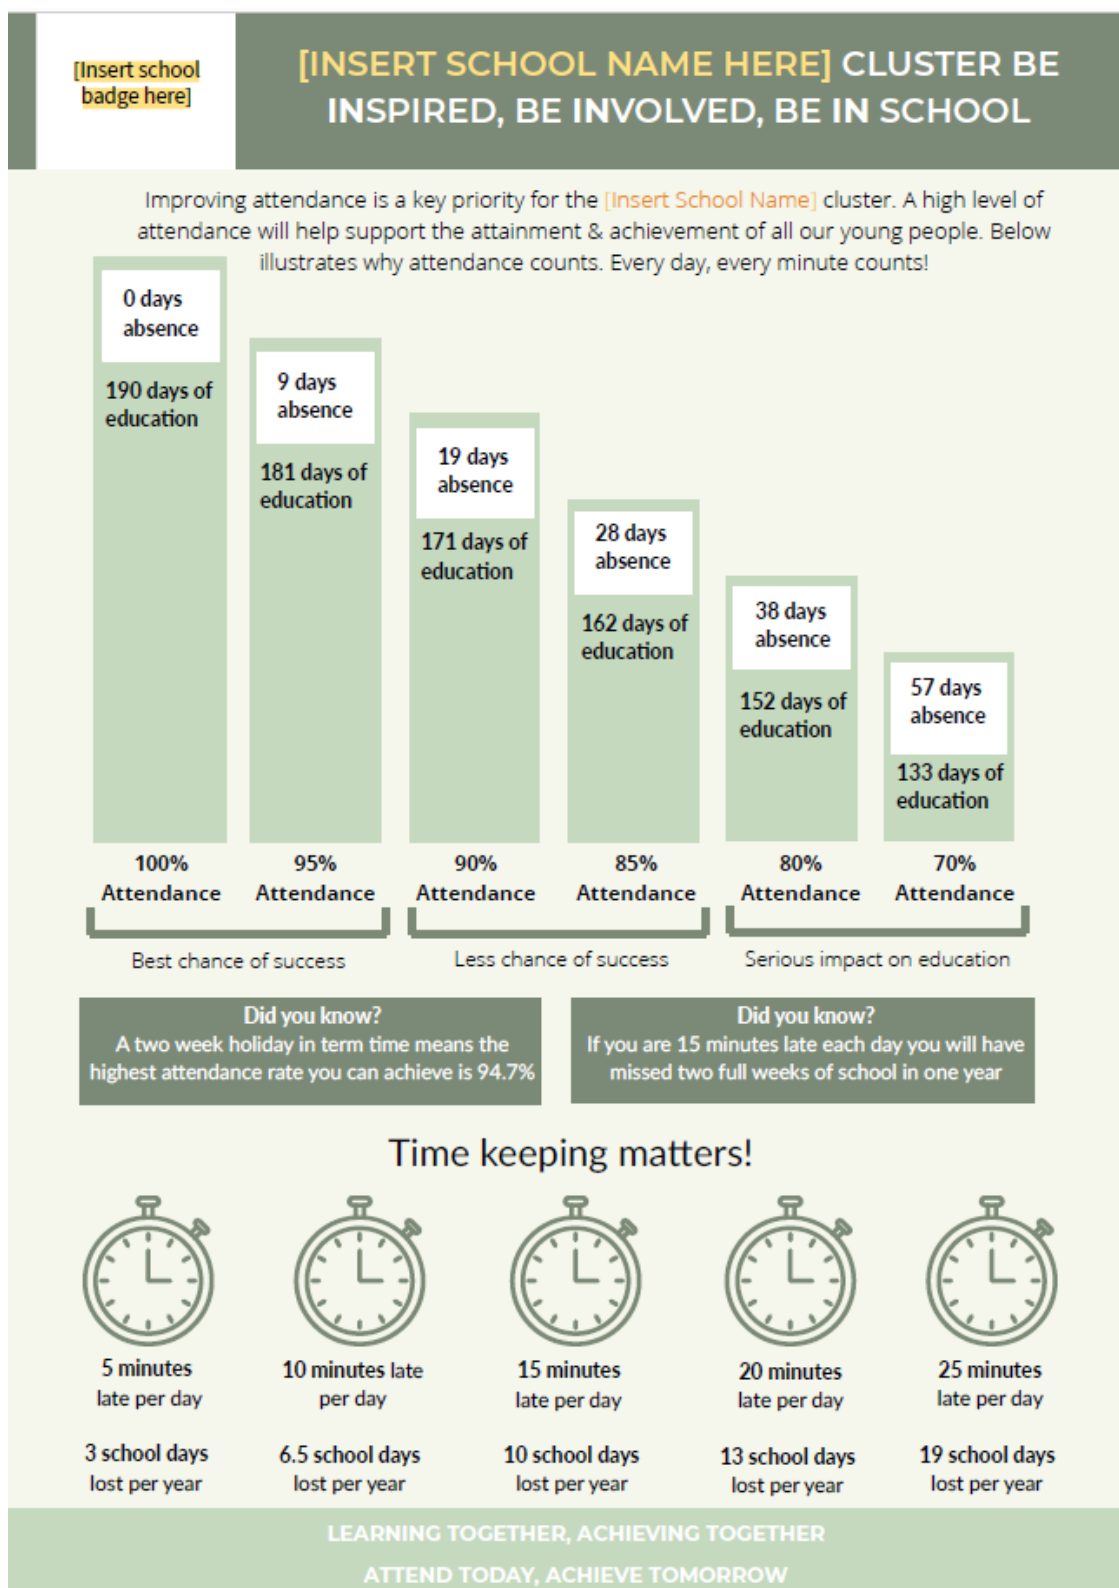 [Insert school
badge here]
[INSERT SCHOOL NAME HERE] CLUSTER BE
INSPIRED, BE INVOLVED, BE IN SCHOOL
Improving attendance is a key priority for the [Insert School Name] cluster. A high level of
attendance will help support the attainment & achievement of all our young people. Below
illustrates why attendance counts. Every day, every minute counts!
0 days
absence
190 days of
education
9 days
absence
181 days of
education
19 days
absence
171 days of
education
28 days
absence
162 days of
education
38 days
absence
152 days of
education
57 days
absence
133 days of
education
100%
Attendance
95%
Attendance
90%
Attendance
85%
Attendance
80%
Attendance
70%
Attendance
Best chance of success
Less chance of success
Serious impact on education
Did you know?
A two week holiday in term time means the
highest attendance rate you can achieve is 94.7%
Did you know?
If you are 15 minutes late each day you will have
missed two full weeks of school in one year
Time keeping matters!
5 minutes
late per day
3 school days
lost per year
10 minutes late
per day
6.5 school days
lost per year
15 minutes
late per day
10 school days
lost per year
20 minutes
late per day
13 school days
lost per year
25 minutes
late per day
19 school days
lost per year
LEARNING TOGETHER, ACHIEVING TOGETHER
ATTEND TODAY, ACHIEVE TOMORROW